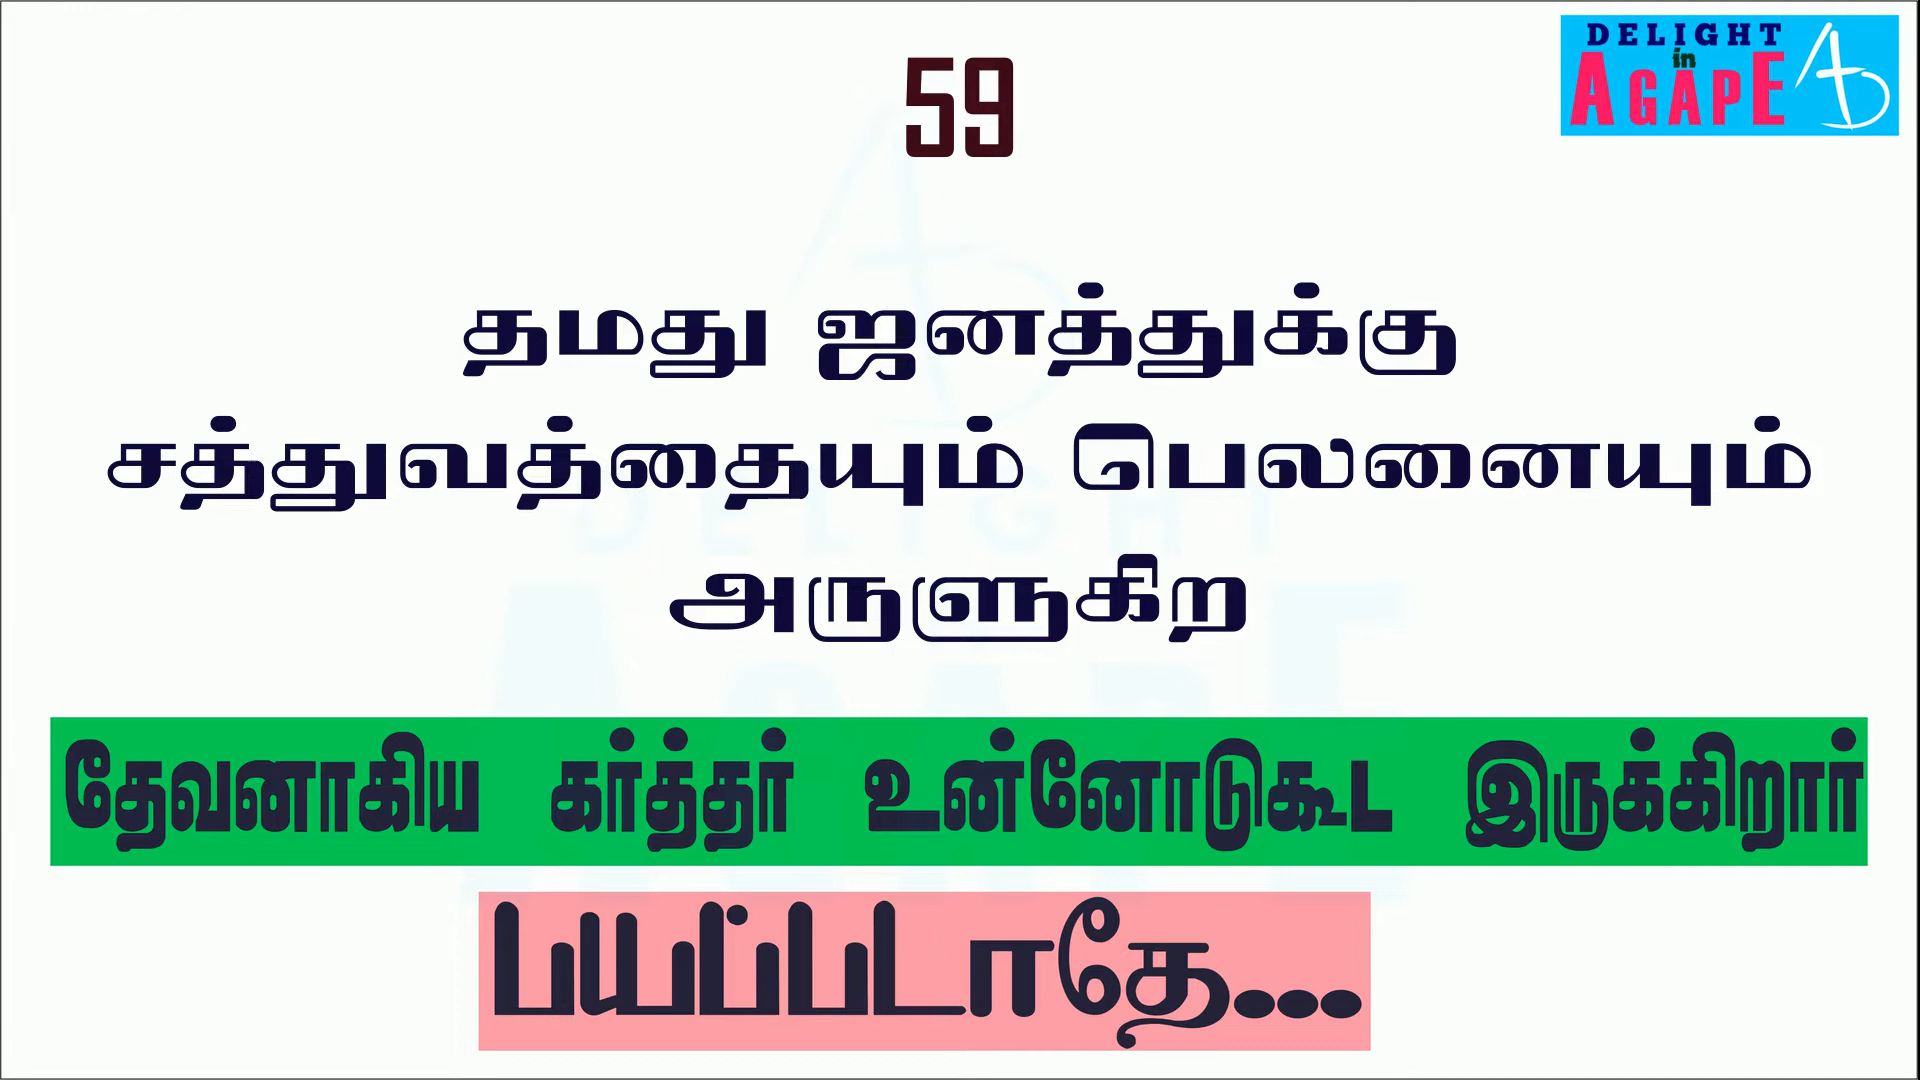 59
DELIGHT
in
AGAPE
தமது ஜனத்துக்கு
சத்துவத்தையும் பெலனையும்
அருளுகிற
தேவனாகிய கர்த்தர் உன்னோடுகூட இருக்கிறார்
பயப்படாதே...